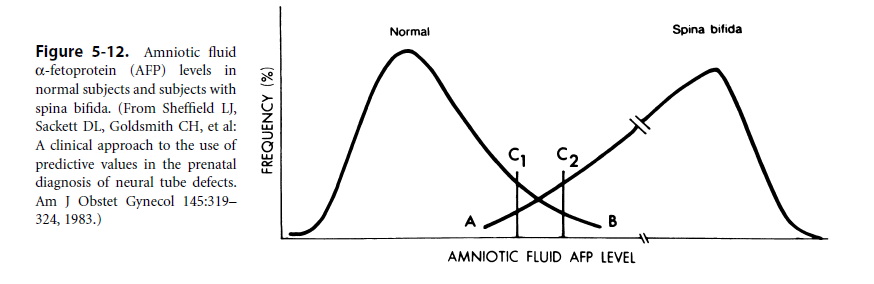 Figure 5-12. Amniotic fluid
α-fetoprotein (AFP) levels in
normal subjects and subjects with
spina bifida. (From Sheffield LJ,
Sackett DL, Goldsmith CH, et al:
A clinical approach to the use of
predictive values in the prenatal
diagnosis of neural tube defects.
Am J Obstet Gynecol 145:319–
324, 1983.)
FREQUENCY (%)
Normal
Spina bifida
C1
C2
A
B
AMNIOTIC FLUID AFP LEVEL